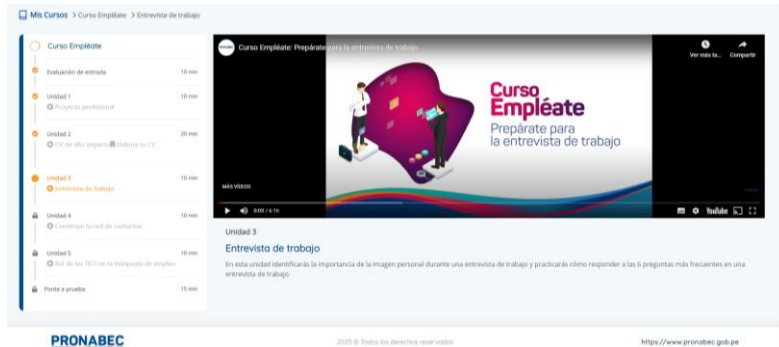 Mis Cursos > Curso Empléate > Entrevista de trabajo
Curso Empléate
Evaluación de entrada 10 min
Unidad 1 10 min
Proyecto profesional
Unidad 2 20 min
CV de alto impacto Elabora tu CV
Unidad 3 10 min
Entrevista de trabajo
Unidad 4 10 min
Construye tu red de contactos
Unidad 5 10 min
Rol de las TICS en la búsqueda de empleo
Ponte a prueba 15 min
PRONABEC
Curso Empléate: Prepárate para la entrevista de trabajo
Ver más ta... Compartir
Curso
Empléate
Prepárate para
la entrevista de trabajo
MÁS VÍDEOS
0:03 / 6:16
YouTube
Unidad 3
Entrevista de trabajo
En esta unidad identificarás la importancia de la imagen personal durante una entrevista de trabajo y practicarás cómo responder a las 6 preguntas más frecuentes en una
entrevista de trabajo.
PRONABEC
2020 © Todos los derechos reservados
https://www.pronabec.gob.pe